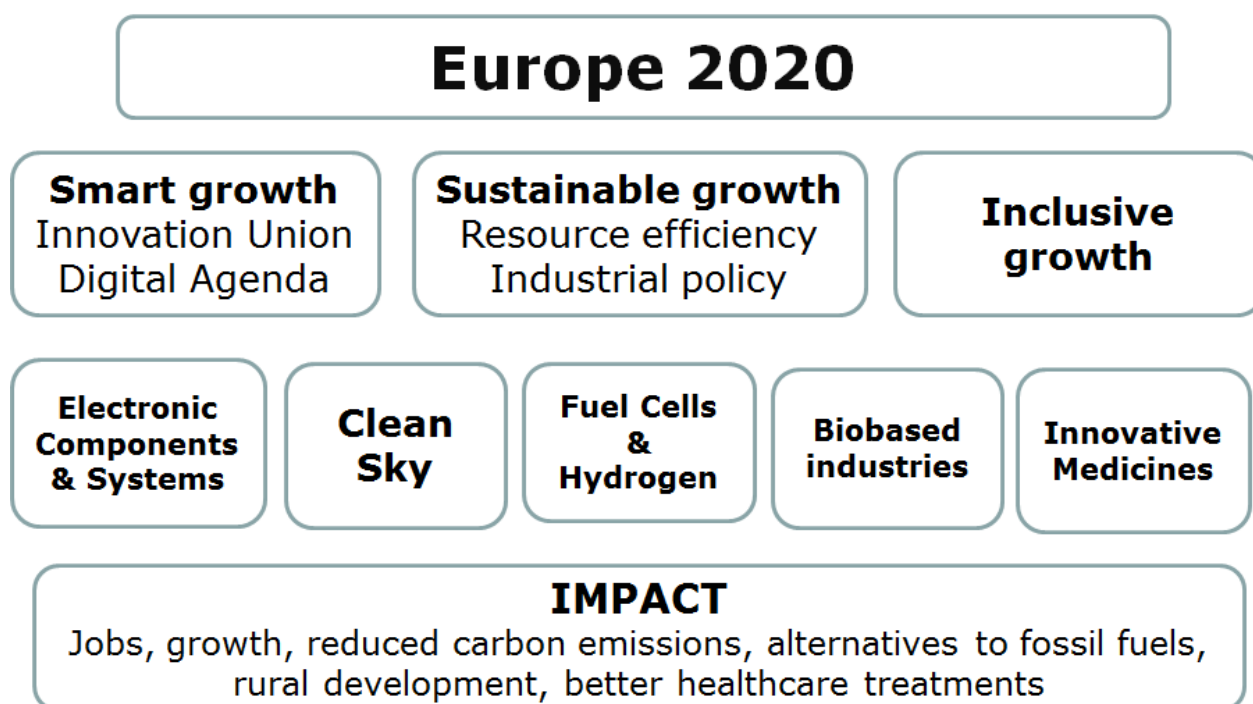 Europe 2020
Smart growth
Innovation Union
Digital Agenda
Sustainable growth
Resource efficiency
Industrial policy
Inclusive
growth
Electronic
Components
& Systems
Clean
Sky
Fuel Cells
&
Hydrogen
Biobased
industries
Innovative
Medicines
IMPACT
Jobs, growth, reduced carbon emissions, alternatives to fossil fuels,
rural development, better healthcare treatments